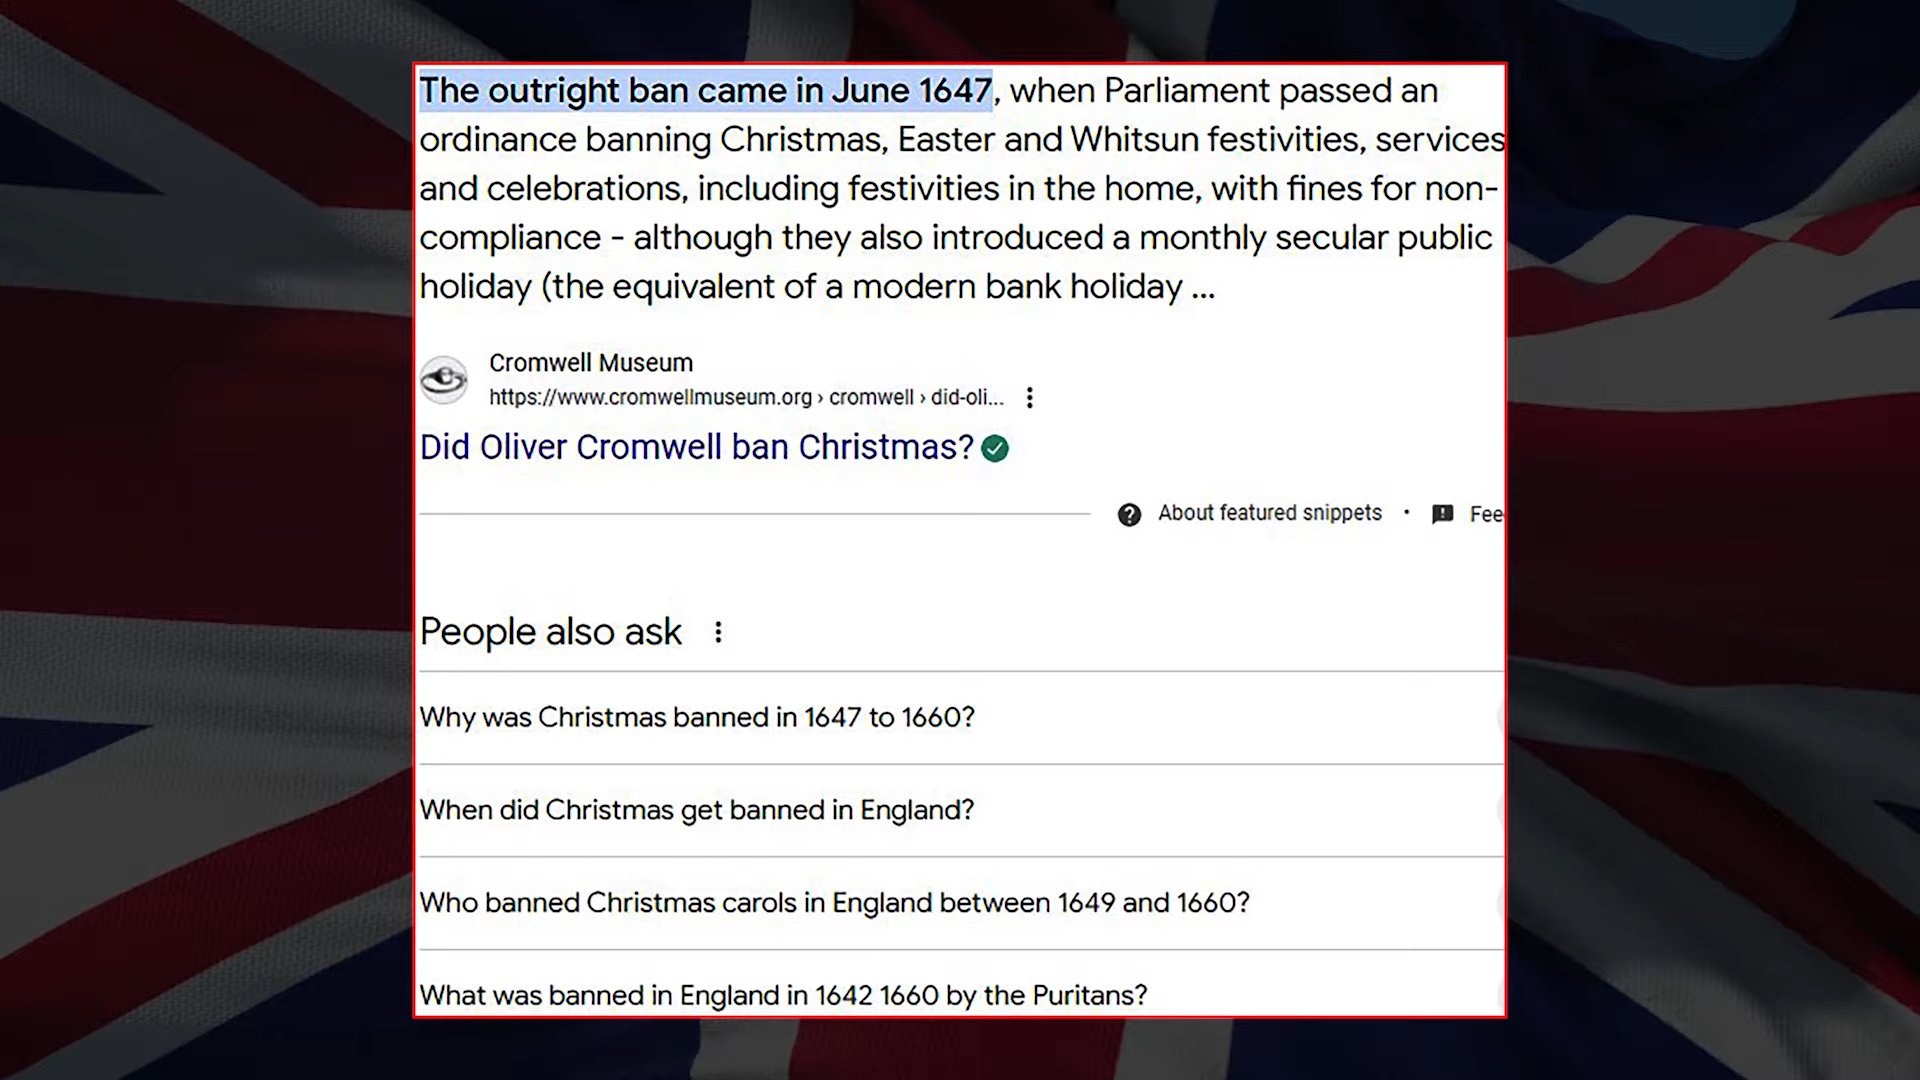 The outright ban came in June 1647, when Parliament passed an
ordinance banning Christmas, Easter and Whitsun festivities, services
and celebrations, including festivities in the home, with fines for non-
compliance - although they also introduced a monthly secular public
holiday (the equivalent of a modern bank holiday ...
Cromwell Museum
https://www.cromwellmuseum.org › cromwell › did-oli...
Did Oliver Cromwell ban Christmas?
About featured snippets • Fee
People also ask
Why was Christmas banned in 1647 to 1660?
When did Christmas get banned in England?
Who banned Christmas carols in England between 1649 and 1660?
What was banned in England in 1642 1660 by the Puritans?